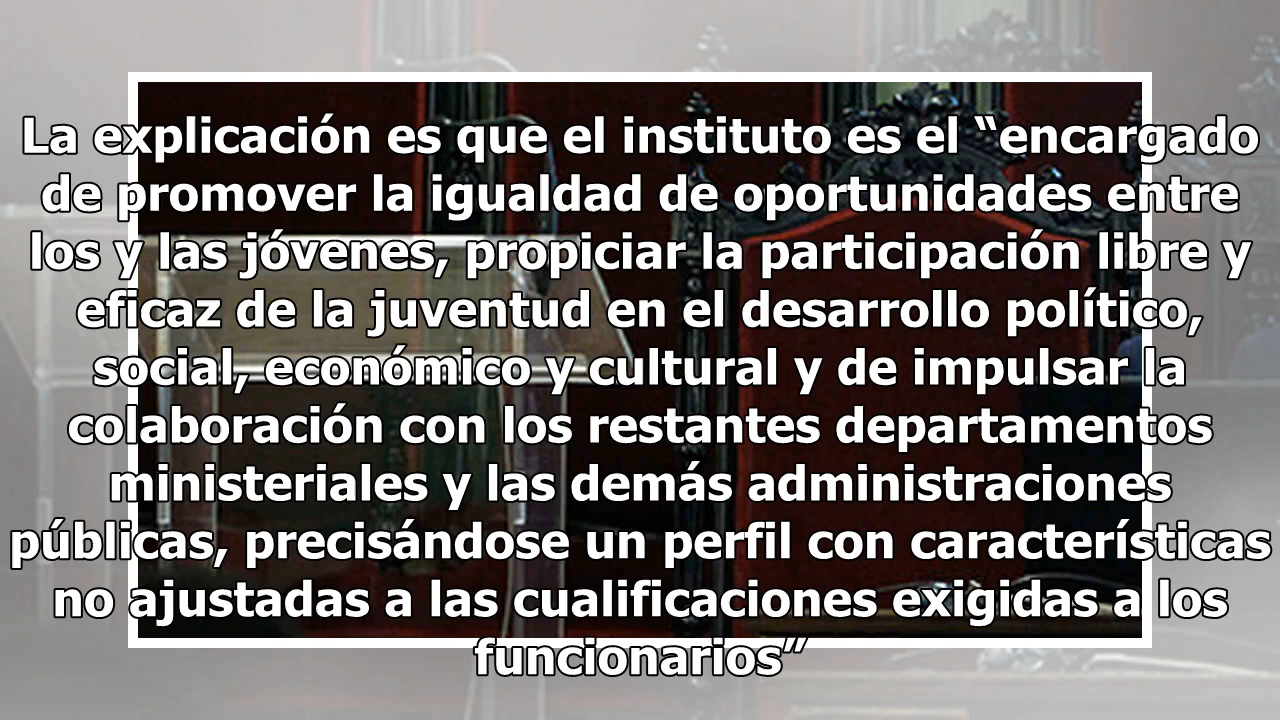 La explicación es que el instituto es el “encargado
de promover la igualdad de oportunidades entre
los y las jóvenes, propiciar la participación libre y
eficaz de la juventud en el desarrollo político,
social, económico y cultural y de impulsar la
colaboración con los restantes departamentos
ministeriales y las demás administraciones
públicas, precisándose un perfil con características
no ajustadas a las cualificaciones exigidas a los
funcionarios”